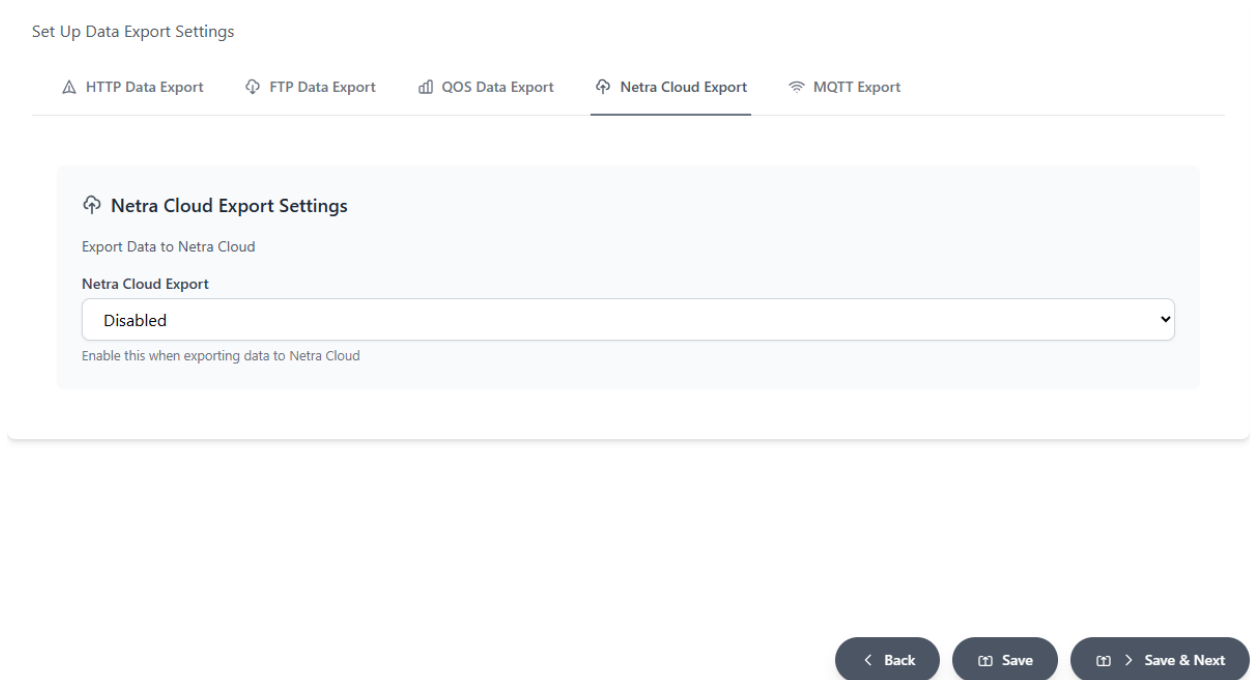 Set Up Data Export Settings
HTTP Data Export FTP Data Export QOS Data Export Netra Cloud Export MQTT Export
Netra Cloud Export Settings
Export Data to Netra Cloud
Netra Cloud Export
Disabled
Enable this when exporting data to Netra Cloud
Back Save Save & Next